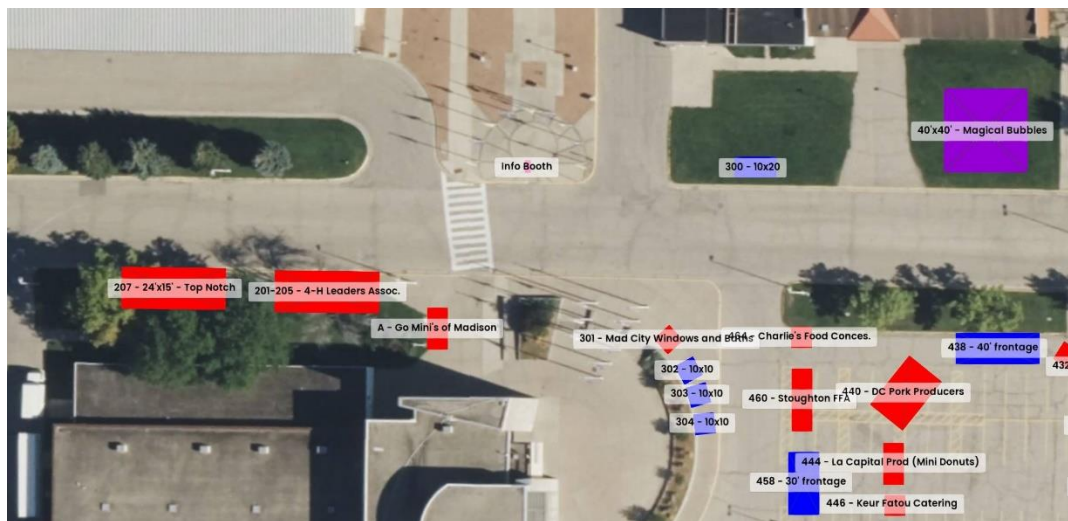 40'x40' - Magical Bubbles
Info Booth
300 - 10x20
207 - 24'x15' - Top Notch
201-205 - 4-H Leaders Assoc.
A - Go Mini's of Madison
301 - Mad City Windows and Baths
464 - Charlie's Food Conces.
438 - 40' frontage
432
302 - 10x10
303 - 10x10
304 - 10x10
460 - Stoughton FFA
440 - DC Pork Producers
444 - La Capital Prod (Mini Donuts)
458 - 30' frontage
446 - Keur Fatou Catering